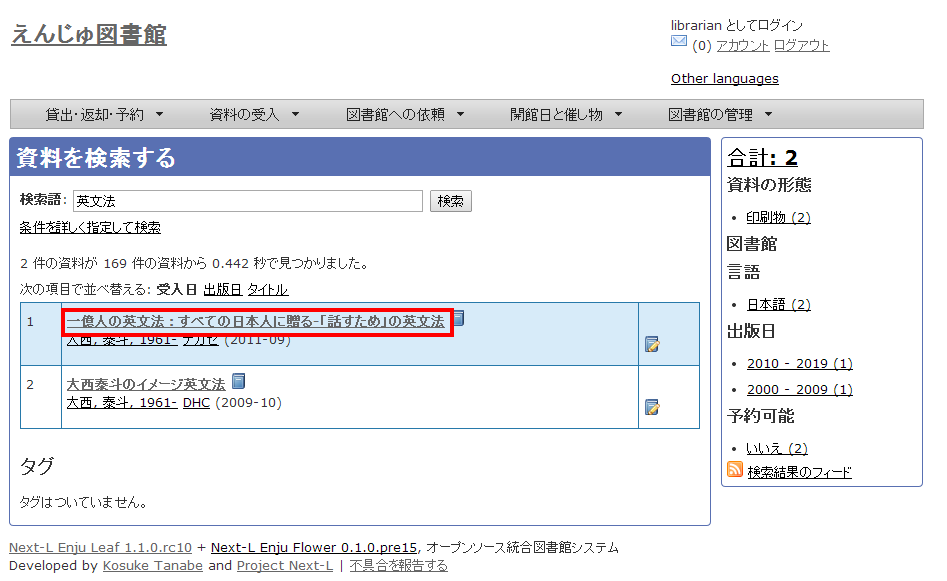 えんじゅ図書館
librarian としてログイン
(0) アカウント ログアウト
Other languages
貸出・返却・予約 資料の受入 図書館への依頼 開館日と催し物 図書館の管理
資料を検索する
検索語: 英文法 検索
条件を詳しく指定して検索
2 件の資料が 169 件の資料から 0.442 秒で見つかりました。
次の項目で並べ替える: 受入日 出版日 タイトル
1 一億人の英文法 : すべての日本人に贈る-「話すため」の英文法
大西, 泰斗, 1961- ナガセ (2011-09)
2 大西泰斗のイメージ英文法
大西, 泰斗, 1961- DHC (2009-10)
タグ
タグはついていません。
合計: 2
資料の形態
• 印刷物 (2)
図書館
言語
• 日本語 (2)
出版日
• 2010 - 2019 (1)
• 2000 - 2009 (1)
予約可能
• いいえ (2)
検索結果のフィード
Next-L Enju Leaf 1.1.0.rc10 + Next-L Enju Flower 0.1.0.pre15, オープンソース統合図書館システム
Developed by Kosuke Tanabe and Project Next-L | 不具合を報告する